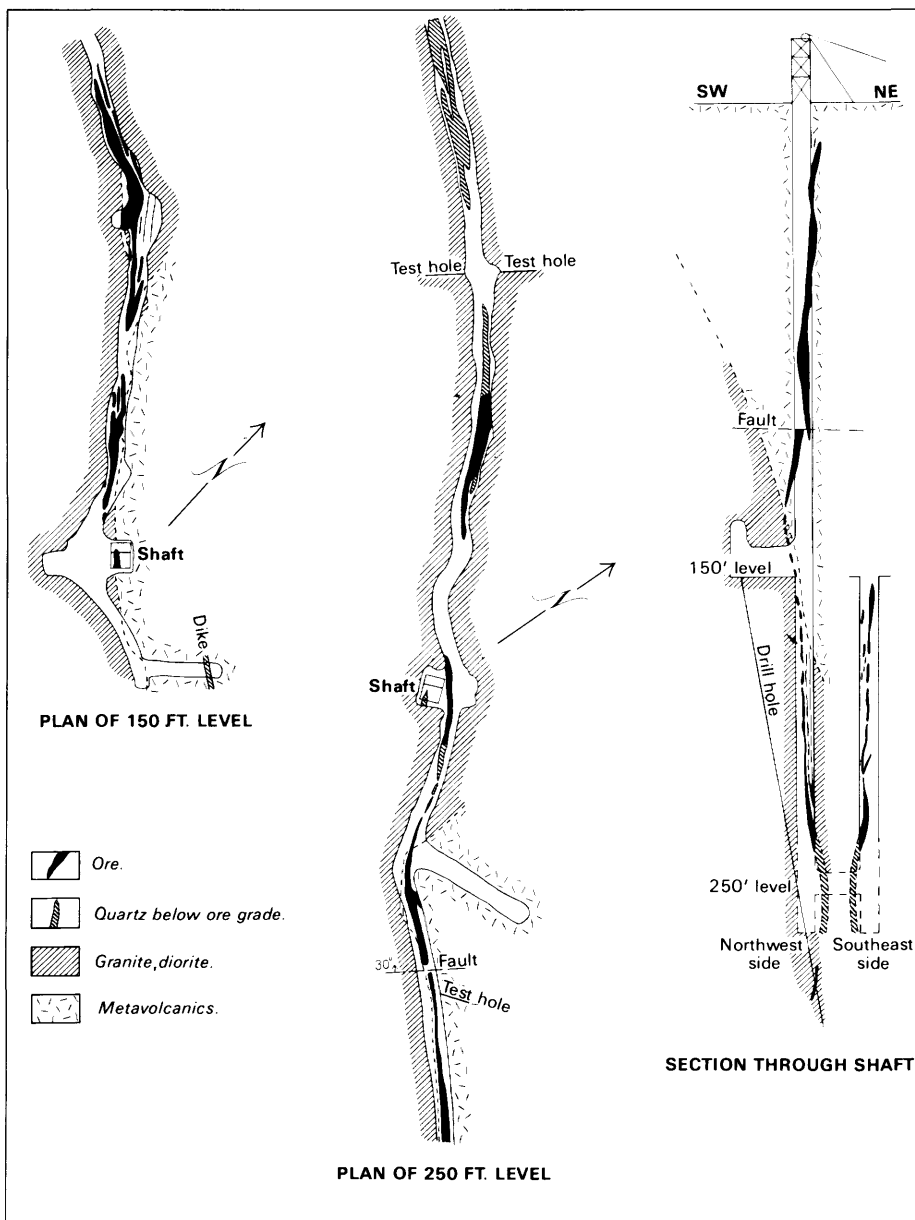 SW
NE
Test hole
Test hole
Fault
150' level
Shaft
Dike
PLAN OF 150 FT. LEVEL
N
N
Shaft
Drill hole
Ore.
Quartz below ore grade.
Granite, diorite.
Metavolcanics.
250' level
Northwest
side
Southeast
side
30"
Fault
Test hole
SECTION THROUGH SHAFT
PLAN OF 250 FT. LEVEL